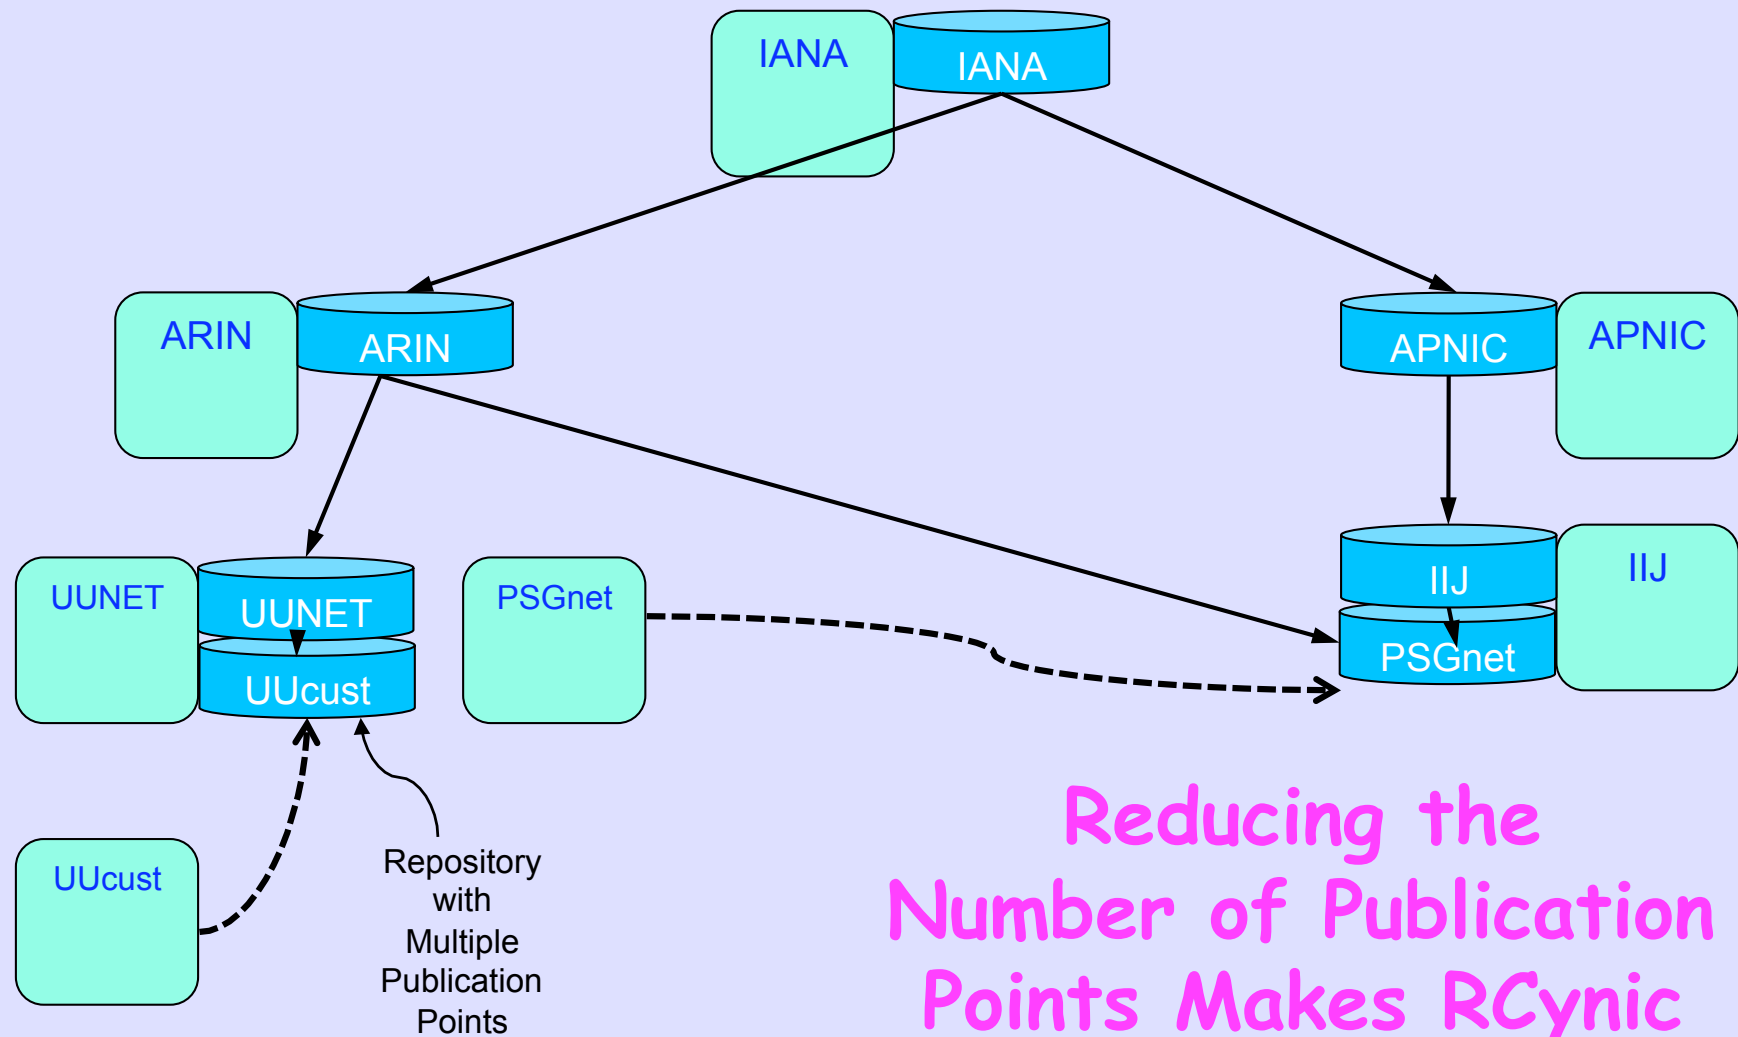 IANA
IANA
ARIN
ARIN
APNIC
APNIC
UUNET
UUNET
UUcust
PSGnet
IIJ
PSGnet
IIJ
UUcust
Repository
with
Multiple
Publication
Points
Reducing the
Number of Publication
Points Makes RCynic